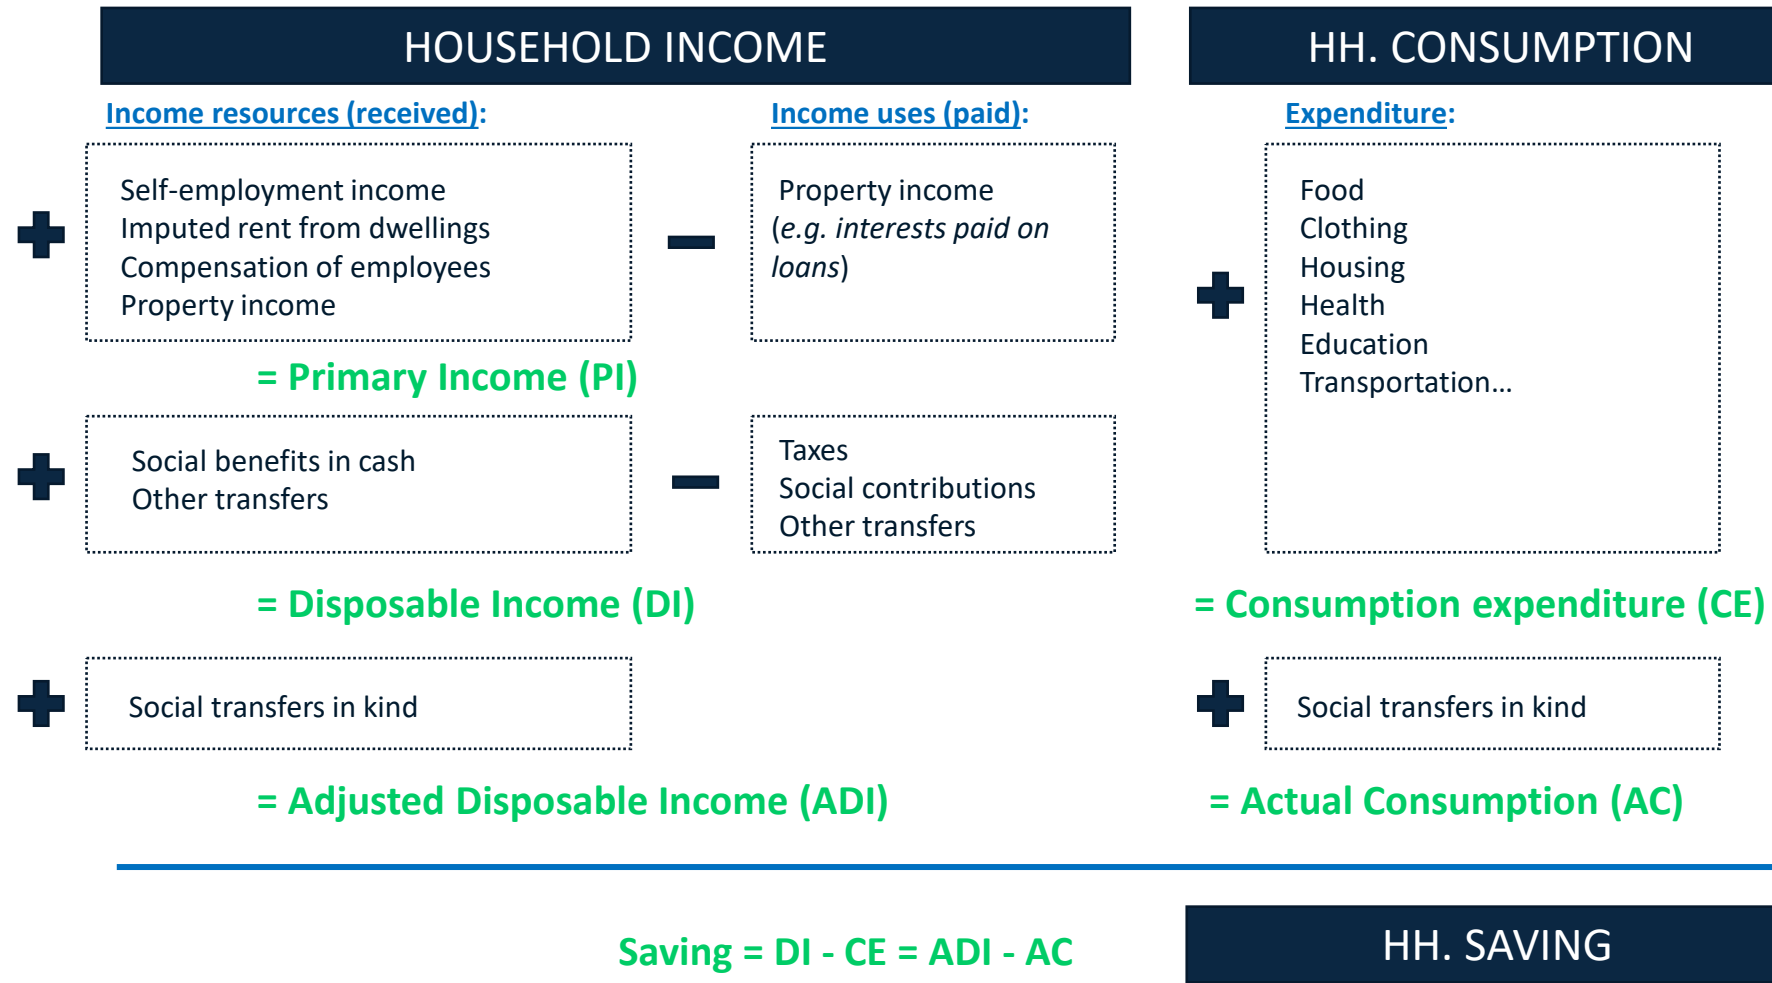 HOUSEHOLD INCOME
HH. CONSUMPTION
Income resources (received):
Income uses (paid):
Expenditure:
Self-employment income
Imputed rent from dwellings
Compensation of employees
Property income
Property income
(e.g. interests paid on
loans)
Food
Clothing
Housing
Health
Education
Transportation…
= Primary Income (PI)
Social benefits in cash
Other transfers
Taxes
Social contributions
Other transfers
= Disposable Income (DI)
= Consumption expenditure (CE)
Social transfers in kind
Social transfers in kind
= Adjusted Disposable Income (ADI)
= Actual Consumption (AC)
Saving = DI - CE = ADI - AC
HH. SAVING